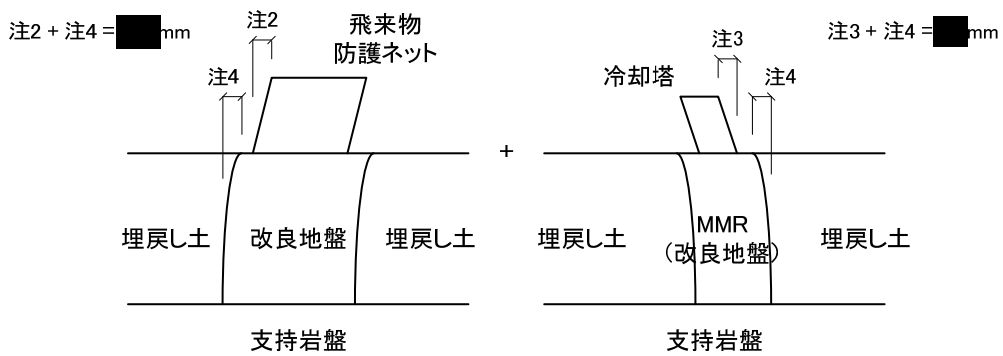 注2 + 注4 = mm
注2
飛来物
防護ネット
注4
注3 + 注4 = mm
注3
冷却塔
注4
+
埋戻し土
改良地盤
埋戻し土
埋戻し土
MMR
(改良地盤)
埋戻し土
支持岩盤
支持岩盤